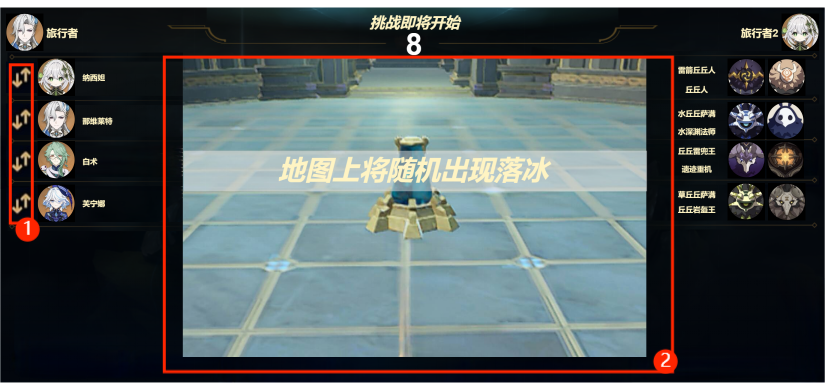 旅行者
挑战即将开始
8
旅行者2
纳西妲
那维莱特
白术
芙宁娜
1
地图上将随机出现落冰
雷箭丘丘人
丘丘人
水丘丘萨满
水深渊法师
丘丘雷兜王
遗迹重机
草丘丘萨满
丘丘岩盔王
2